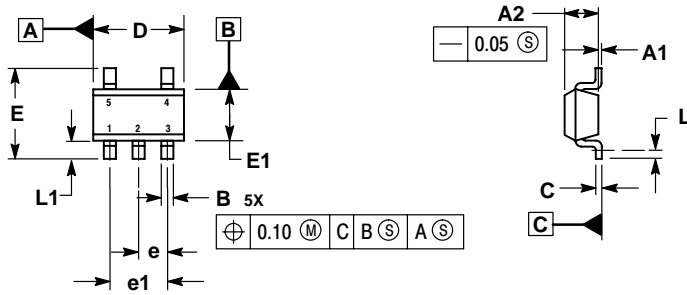 A
D
B
A2
— 0.05 Ⓢ
A1
E
5 4
1 2 3
E1
L
L1
B 5X
C
⌖ 0.10 Ⓜ C B Ⓢ A Ⓢ
C
e
e1